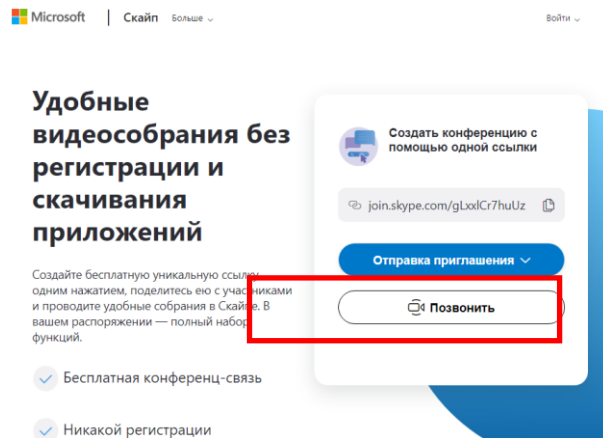 Microsoft Скайп Больше Войти
Удобные
видеособрания без
регистрации и
скачивания
приложений
Создайте бесплатную уникальную ссылку
одним нажатием, поделитесь ею с участниками
и проводите удобные собрания в Скайпе. В
вашем распоряжении — полный набор
функций.
Бесплатная конференц-связь
Никакой регистрации
Создать конференцию с
помощью одной ссылки
join.skype.com/gLxxlCr7huUz
Отправка приглашения
Позвонить